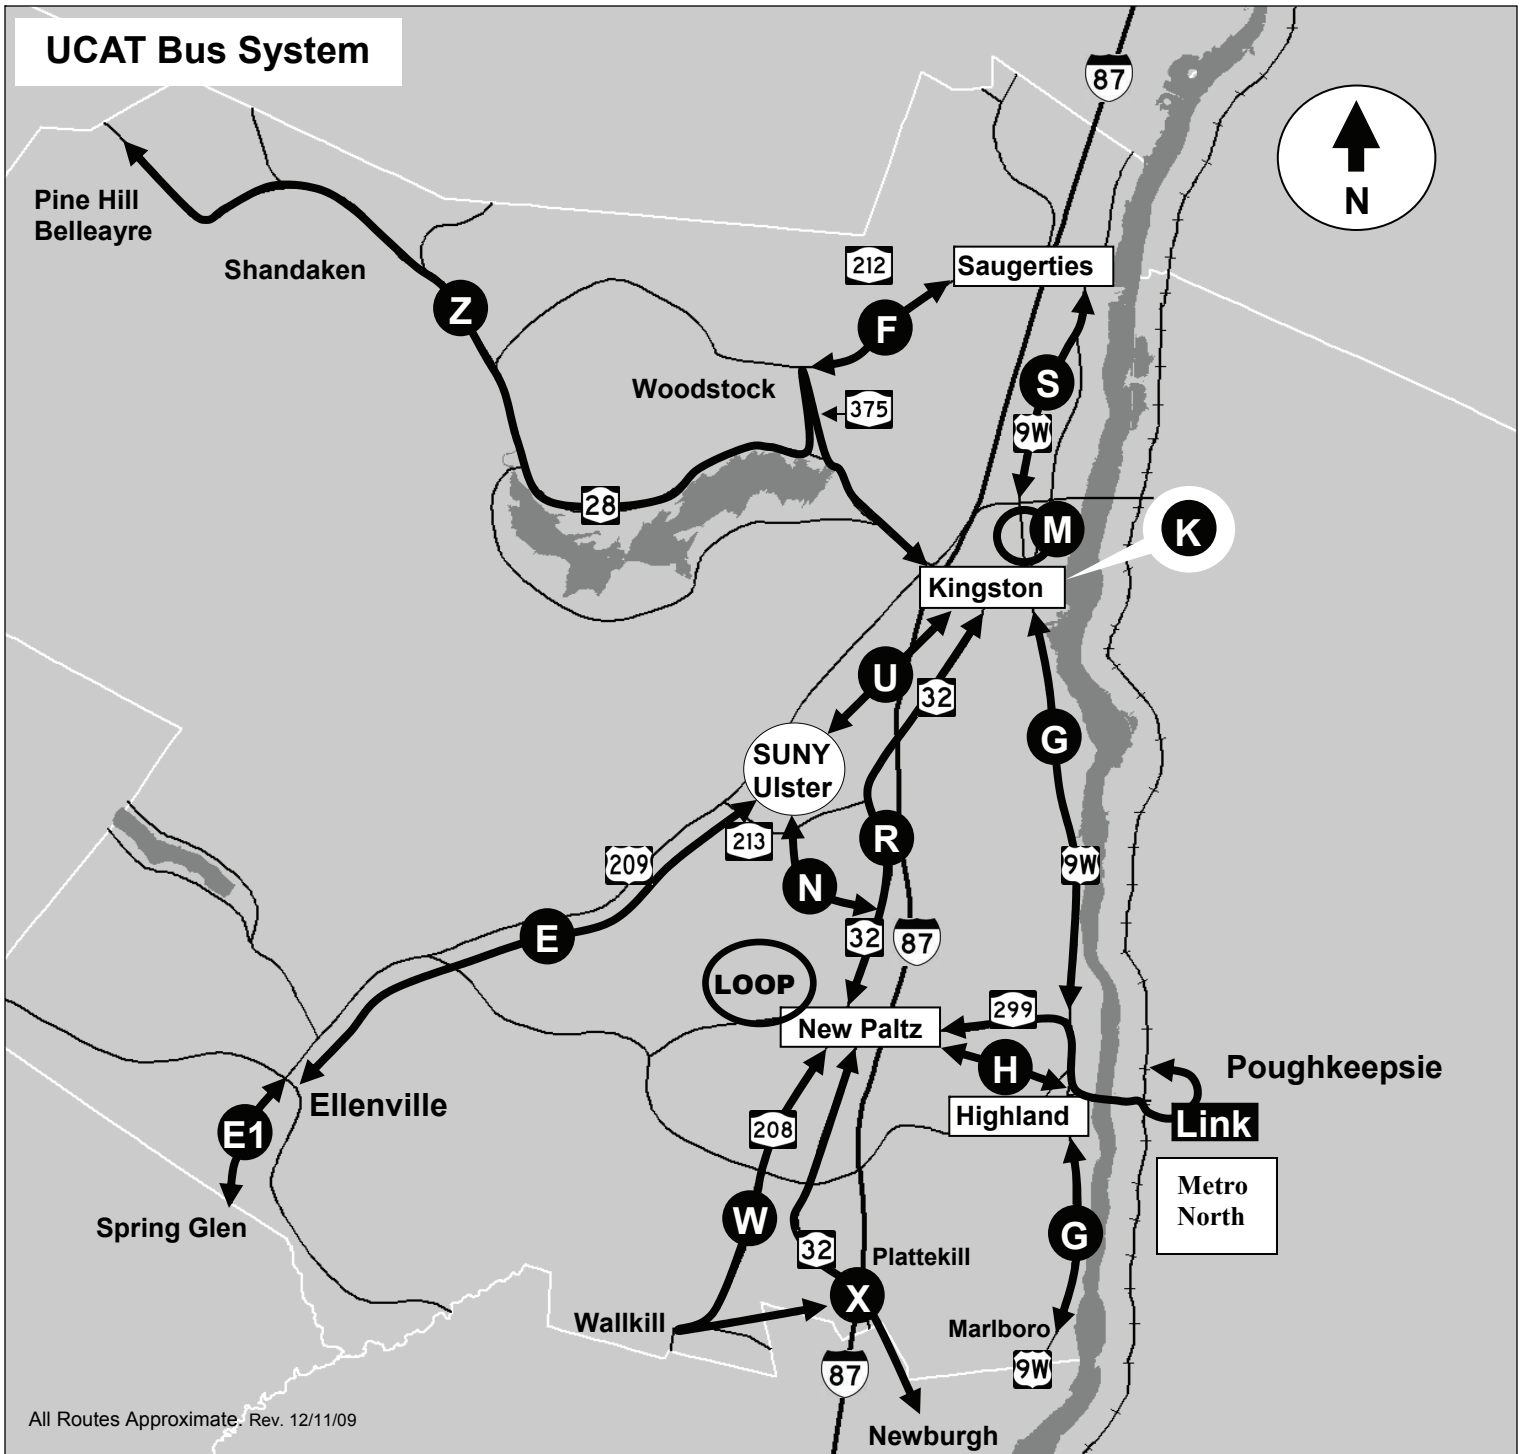 UCAT Bus System
87
N
Pine Hill
Belleayre
Shandaken
212
Saugerties
Z
F
Woodstock
375
S
9W
28
M
K
Kingston
U
32
G
SUNY
Ulster
213
R
209
N
9W
E
32
87
LOOP
299
New Paltz
H
Poughkeepsie
Ellenville
Highland
Link
E1
208
Metro
North
Spring Glen
W
G
32
Plattekill
X
Wallkill
Marlboro
87
9W
All Routes Approximate. Rev. 12/11/09
Newburgh